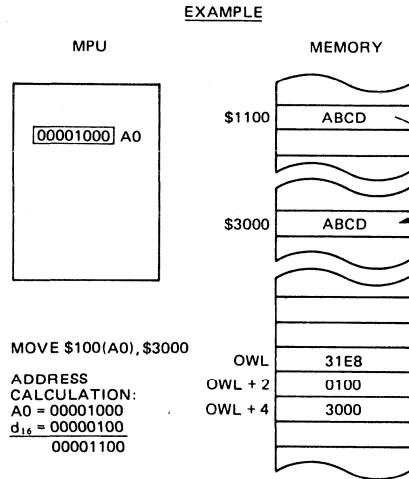 EXAMPLE
MPU
MEMORY
$1100 ABCD
00001000 A0
$3000 ABCD
MOVE $100(A0), $3000
OWL 31E8
ADDRESS
OWL + 2 0100
CALCULATION:
A0 = 00001000
OWL + 4 3000
d16 = 00000100
00001100